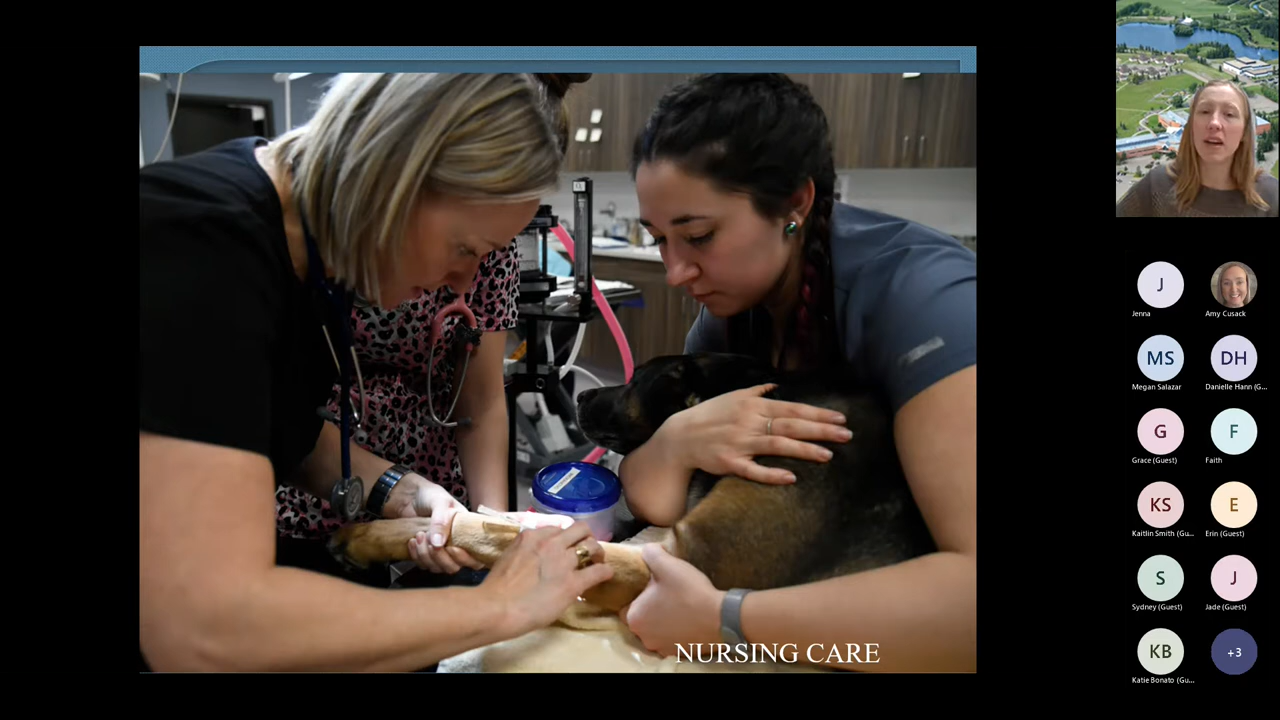 NURSING CARE
J
Jenna
Amy Cusack
MS
Megan Salazar
DH
Danielle Hann (G...
G
Grace (Guest)
F
Faith
KS
Kaitlin Smith (Gu...
E
Erin (Guest)
S
Sydney (Guest)
J
Jade (Guest)
KB
Katie Bonato (Gu...
+3